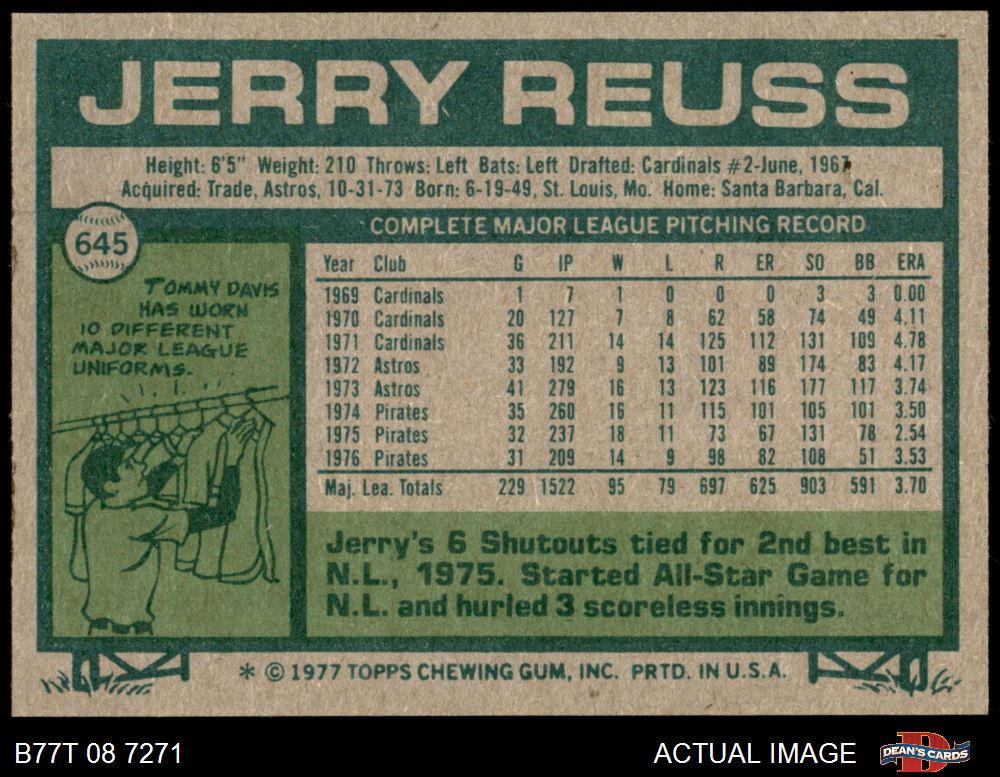 JERRY REUSS
Height: 6'5" Weight: 210 Throws: Left Bats: Left Drafted: Cardinals #2-June, 1967
Acquired: Trade, Astros, 10-31-73 Born: 6-19-49, St. Louis, Mo. Home: Santa Barbara, Cal.
645
TOMMY DAVIS
HAS WORN
10 DIFFERENT
MAJOR LEAGUE
UNIFORMS.
COMPLETE MAJOR LEAGUE PITCHING RECORD
Year Club G IP W L R ER SO BB ERA
1969 Cardinals 1 7 1 0 0 0 3 3 0.00
1970 Cardinals 20 127 7 8 62 58 74 49 4.11
1971 Cardinals 36 211 14 14 125 112 131 109 4.78
1972 Astros 33 192 9 13 101 89 174 83 4.17
1973 Astros 41 279 16 13 123 116 177 117 3.74
1974 Pirates 35 260 16 11 115 101 105 101 3.50
1975 Pirates 32 237 18 11 73 67 131 78 2.54
1976 Pirates 31 209 14 9 98 82 108 51 3.53
Maj. Lea. Totals 229 1522 95 79 697 625 903 591 3.70
Jerry's 6 Shutouts tied for 2nd best in
N.L., 1975. Started All-Star Game for
N.L. and hurled 3 scoreless innings.
* © 1977 TOPPS CHEWING GUM, INC. PRTD. IN U.S.A.
B77T 08 7271
ACTUAL IMAGE
DEAN'S CARDS